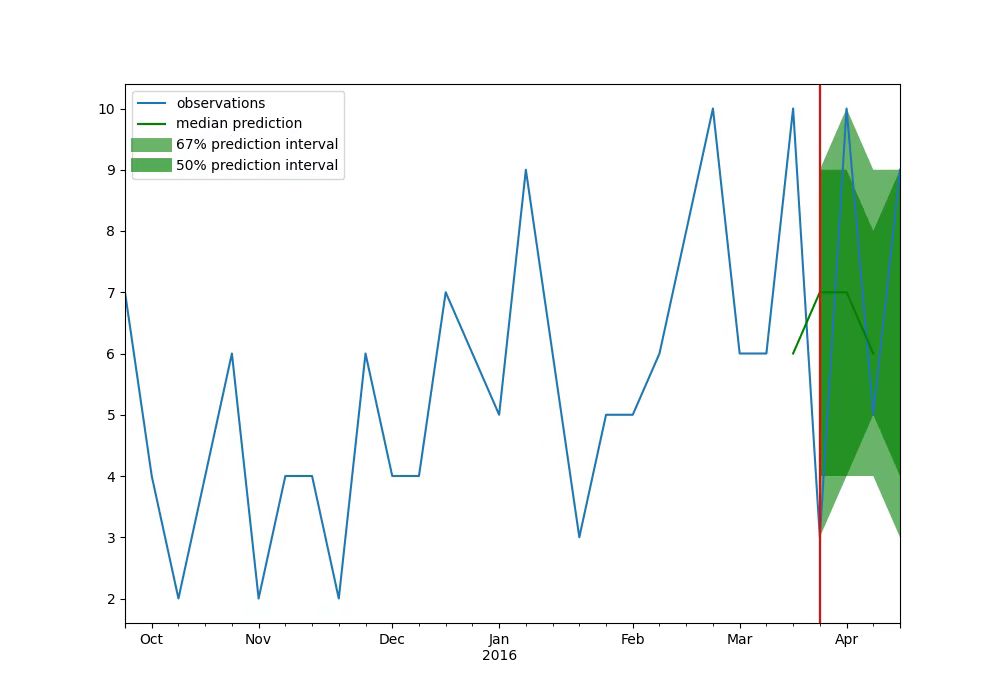 observations
median prediction
67% prediction interval
50% prediction interval
10
9
8
7
6
5
4
3
2
Oct
Nov
Dec
Jan
2016
Feb
Mar
Apr